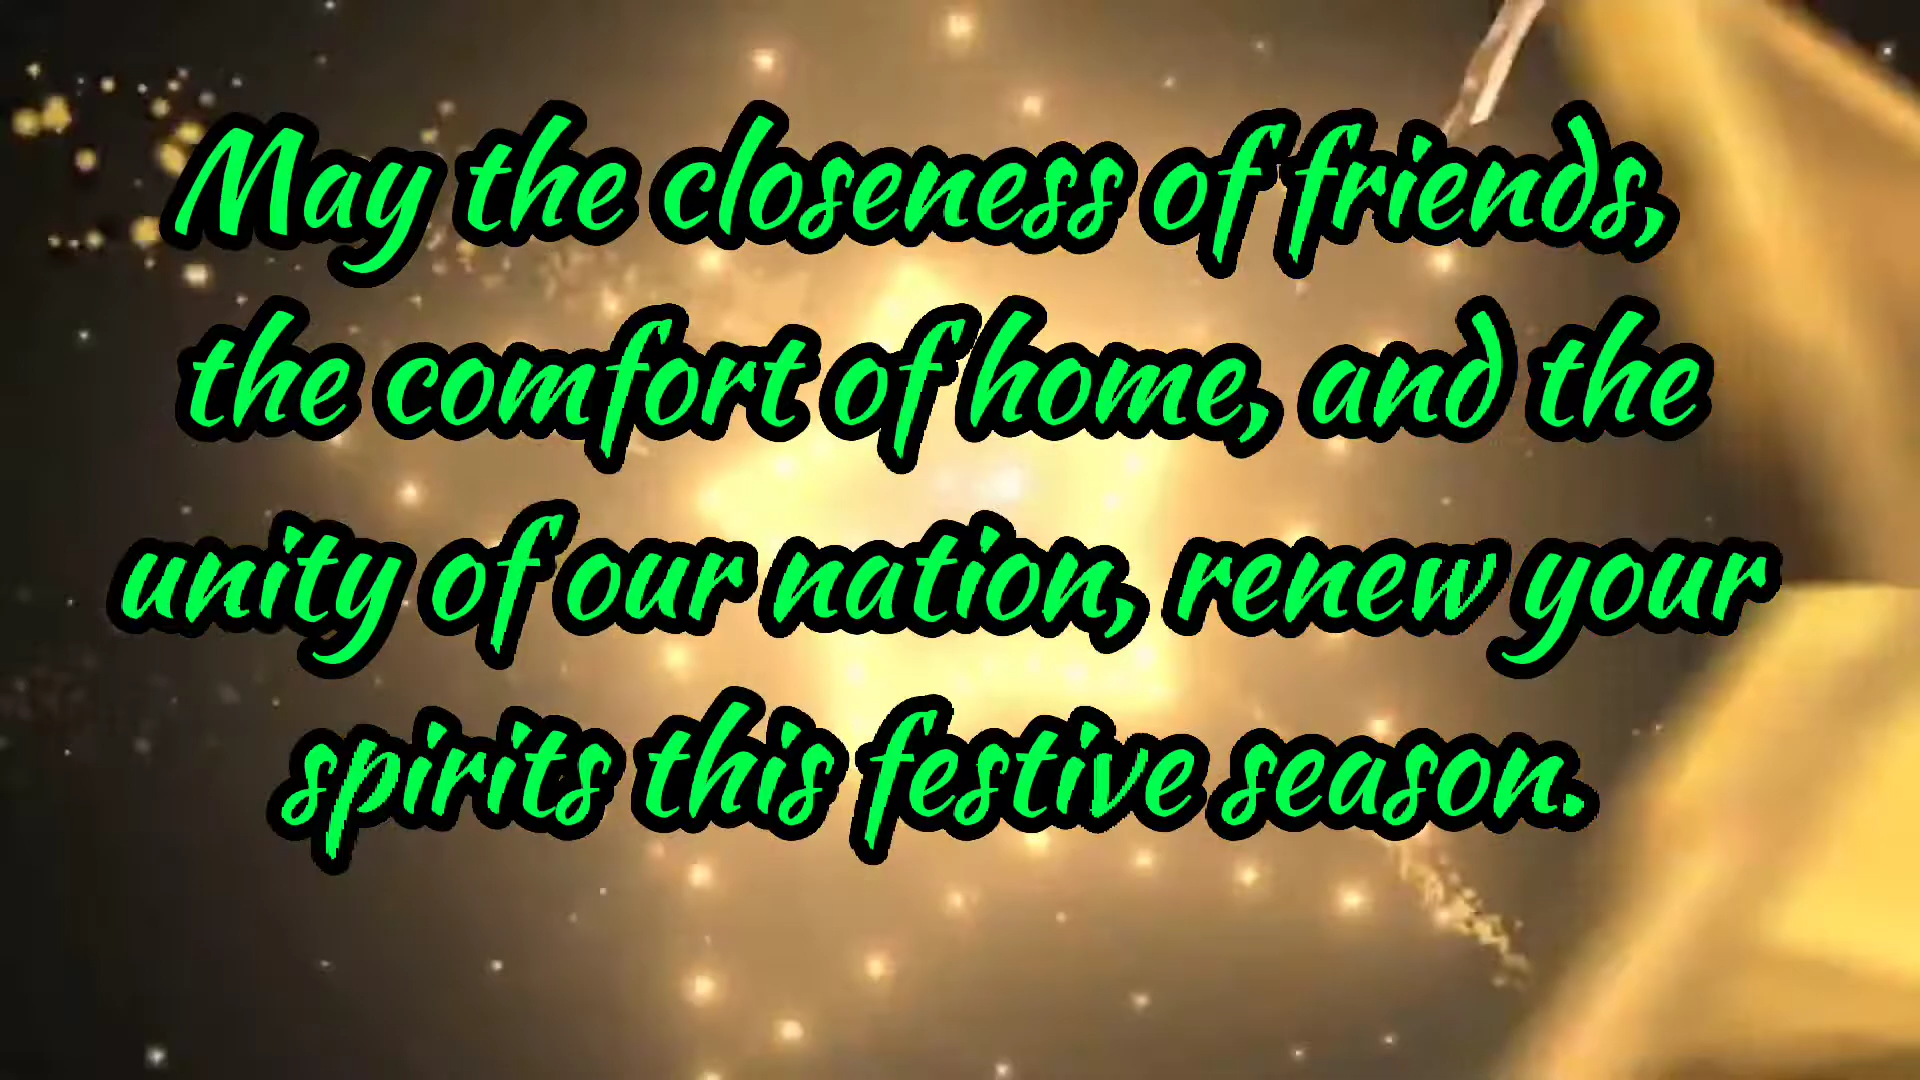 May the closeness of friends,
the comfort of home, and the
unity of our nation, renew your
spirits this festive season.